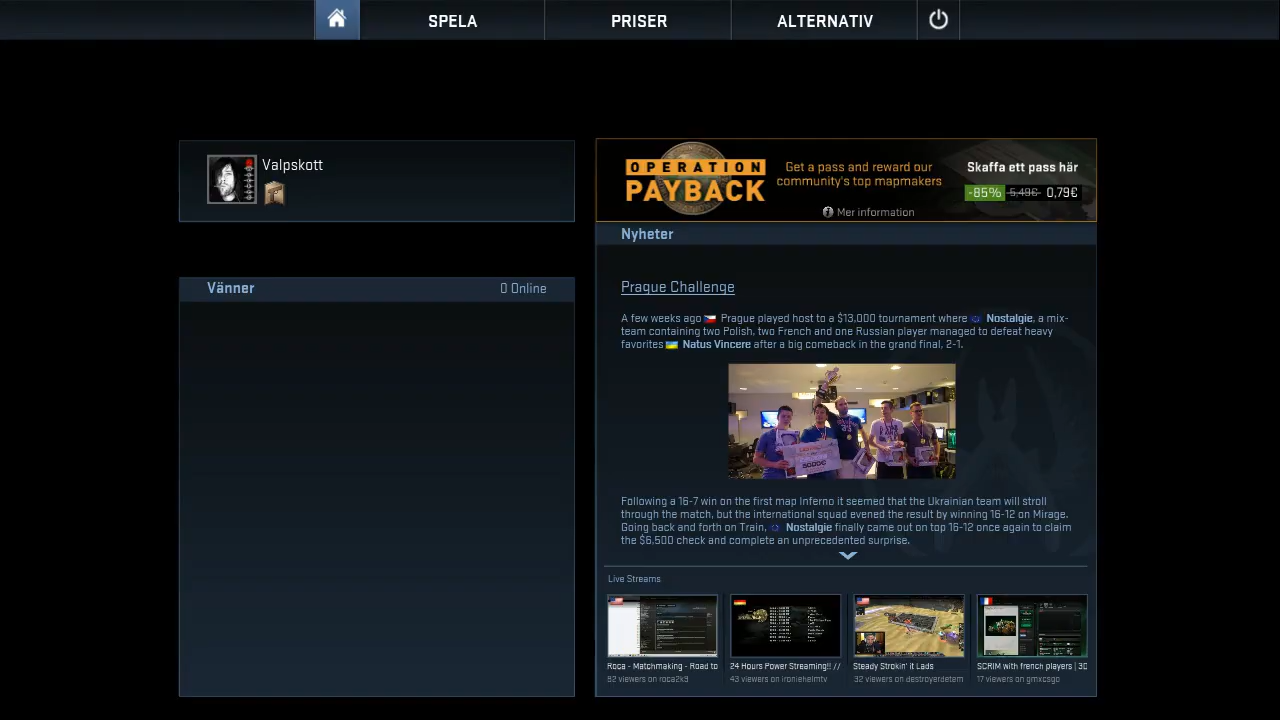 SPELA
PRISER
ALTERNATIV
Valpskott
OPERATION
PAYBACK
Get a pass and reward our
community's top mapmakers
Mer information
Skaffa ett pass här
-85% 5,49€ 0,79€
Vänner
0 Online
Nyheter
Prague Challenge
A few weeks ago Prague played host to a $13,000 tournament where Nostalgie, a mix-
team containing two Polish, two French and one Russian player managed to defeat heavy
favorites Natus Vincere after a big comeback in the grand final, 2-1.
Following a 16-7 win on the first map Inferno it seemed that the Ukrainian team will stroll
through the match, but the international squad evened the result by winning 16-12 on Mirage.
Going back and forth on Train, Nostalgie finally came out on top 16-12 once again to claim
the $6,500 check and complete an unprecedented surprise.
Live Streams
Roca - Matchmaking - Road to
92 viewers on roca2k9
24 Hours Power Streaming!! //
43 viewers on ironiehelmtv
Steady Strokin' it Lads
32 viewers on destroyerdetem
SCRIM with french players | 3D
17 viewers on gmxcsgo